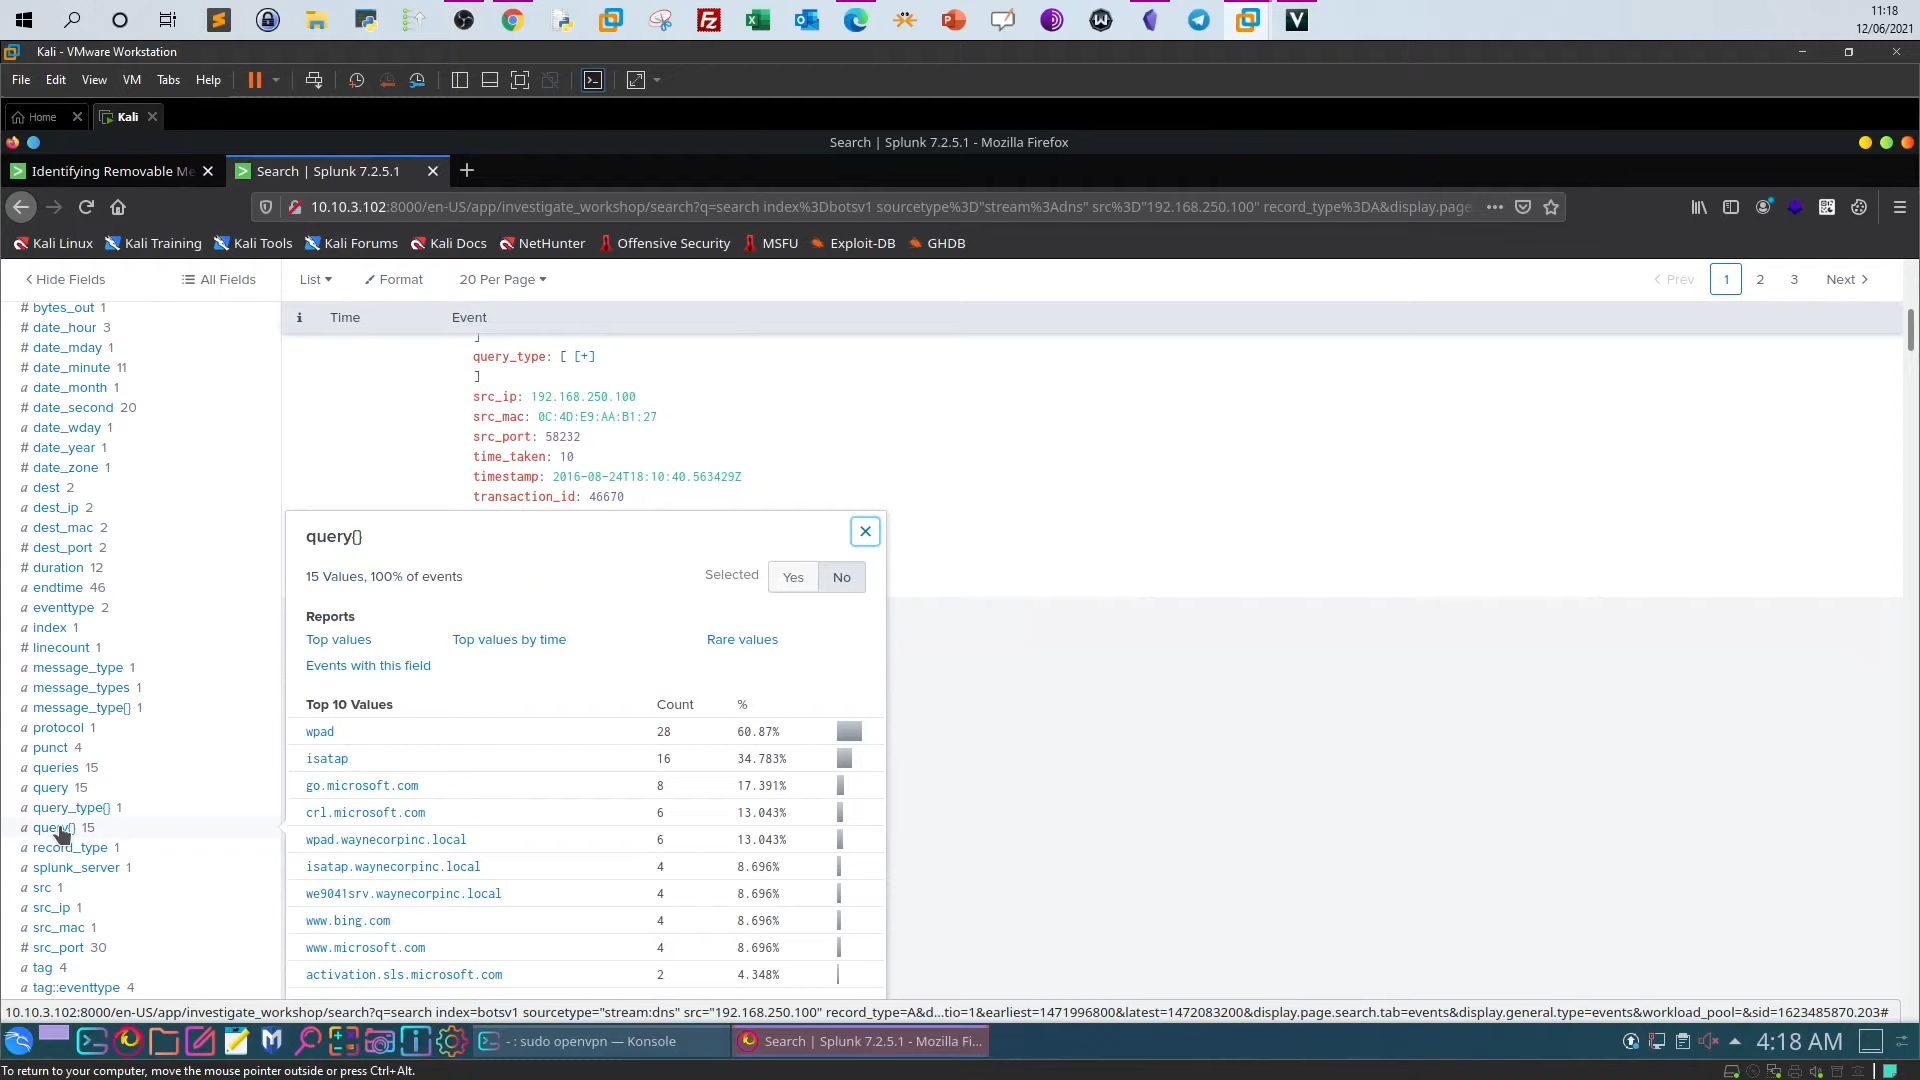 11:18
12/06/2021
Kali - VMware Workstation
File Edit View VM Tabs Help
Home Kali
Search | Splunk 7.2.5.1 - Mozilla Firefox
Identifying Removable Me Search | Splunk 7.2.5.1
10.10.3.102:8000/en-US/app/investigate_workshop/search?q=search index%3Dbotsv1 sourcetype%3D"stream%3Adns" src%3D"192.168.250.100" record_type%3DA&display.page.
Kali Linux Kali Training Kali Tools Kali Forums Kali Docs NetHunter Offensive Security MSFU Exploit-DB GHDB
Hide Fields All Fields List Format 20 Per Page Prev 1 2 3 Next
i Time Event
# bytes_out 1
# date_hour 3
# date_mday 1
# date_minute 11
a date_month 1
# date_second 20
a date_wday 1
# date_year 1
# date_zone 1
a dest 2
a dest_ip 2
a dest_mac 2
# dest_port 2
# duration 12
a endtime 46
a eventtype 2
a index 1
# linecount 1
a message_type 1
a message_types 1
a message_type{} 1
a protocol 1
a punct 4
a queries 15
a query 15
a query_type{} 1
a query{} 15
a record_type 1
a splunk_server 1
a src 1
a src_ip 1
a src_mac 1
# src_port 30
a tag 4
a tag::eventtype 4
]
query_type: [ [+]
]
src_ip: 192.168.250.100
src_mac: 0C:4D:E9:AA:B1:27
src_port: 58232
time_taken: 10
timestamp: 2016-08-24T18:10:40.563429Z
transaction_id: 46670
query{}
15 Values, 100% of events Selected Yes No
Reports
Top values Top values by time Rare values
Events with this field
Top 10 Values Count %
wpad 28 60.87%
isatap 16 34.783%
go.microsoft.com 8 17.391%
crl.microsoft.com 6 13.043%
wpad.waynecorpinc.local 6 13.043%
isatap.waynecorpinc.local 4 8.696%
we9041srv.waynecorpinc.local 4 8.696%
www.bing.com 4 8.696%
www.microsoft.com 4 8.696%
activation.sls.microsoft.com 2 4.348%
10.10.3.102:8000/en-US/app/investigate_workshop/search?q=search index=botsv1 sourcetype="stream:dns" src="192.168.250.100" record_type=A&d…tio=1&earliest=1471996800&latest=1472083200&display.page.search.tab=events&display.general.type=events&workload_pool=&sid=1623485870.203#
- : sudo openvpn — Konsole Search | Splunk 7.2.5.1 - Mozilla Fi... 4:18 AM
To return to your computer, move the mouse pointer outside or press Ctrl+Alt.